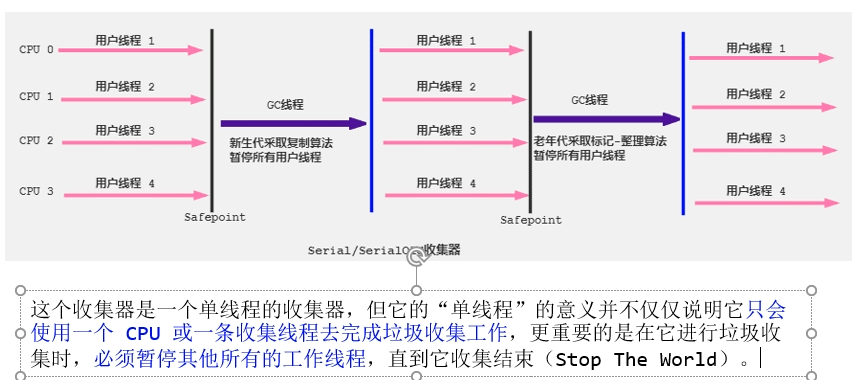 CPU 0 用户线程 1 用户线程 1 用户线程 1
CPU 1 用户线程 2 GC线程 用户线程 2 GC线程 用户线程 2
CPU 2 用户线程 3 新生代采取复制算法 用户线程 3 老年代采取标记-整理算法 用户线程 3
暂停所有用户线程 暂停所有用户线程
CPU 3 用户线程 4 用户线程 4 用户线程 4
Safepoint Safepoint
Serial/SerialO 收集器
这个收集器是一个单线程的收集器，但它的“单线程”的意义并不仅仅说明它只会
使用一个 CPU 或一条收集线程去完成垃圾收集工作，更重要的是在它进行垃圾收
集时，必须暂停其他所有的工作线程，直到它收集结束（Stop The World）。